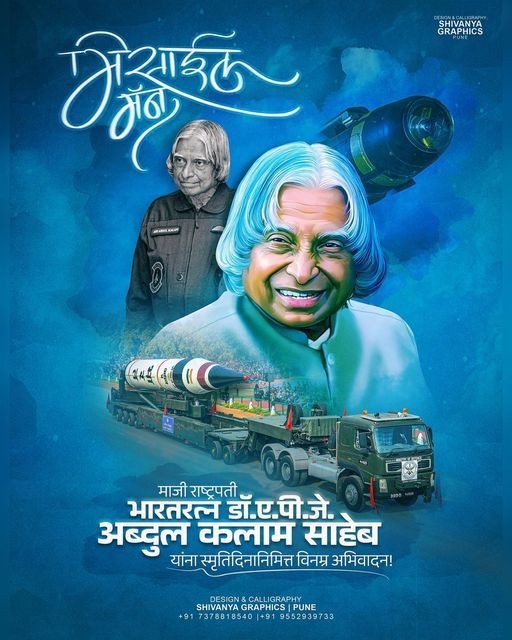 DESIGN & CALLIGRAPHY
SHIVANYA
GRAPHICS
PUNE
मिसाईल
मॅन
माजी राष्ट्रपती
भारतरत्न डॉ.ए.पी.जे.
अब्दुल कलाम साहेब
यांना स्मृतिदिनानिमित्त विनम्र अभिवादन!
DESIGN & CALLIGRAPHY
SHIVANYA GRAPHICS | PUNE
+91 7378818540 |+91 9552939733